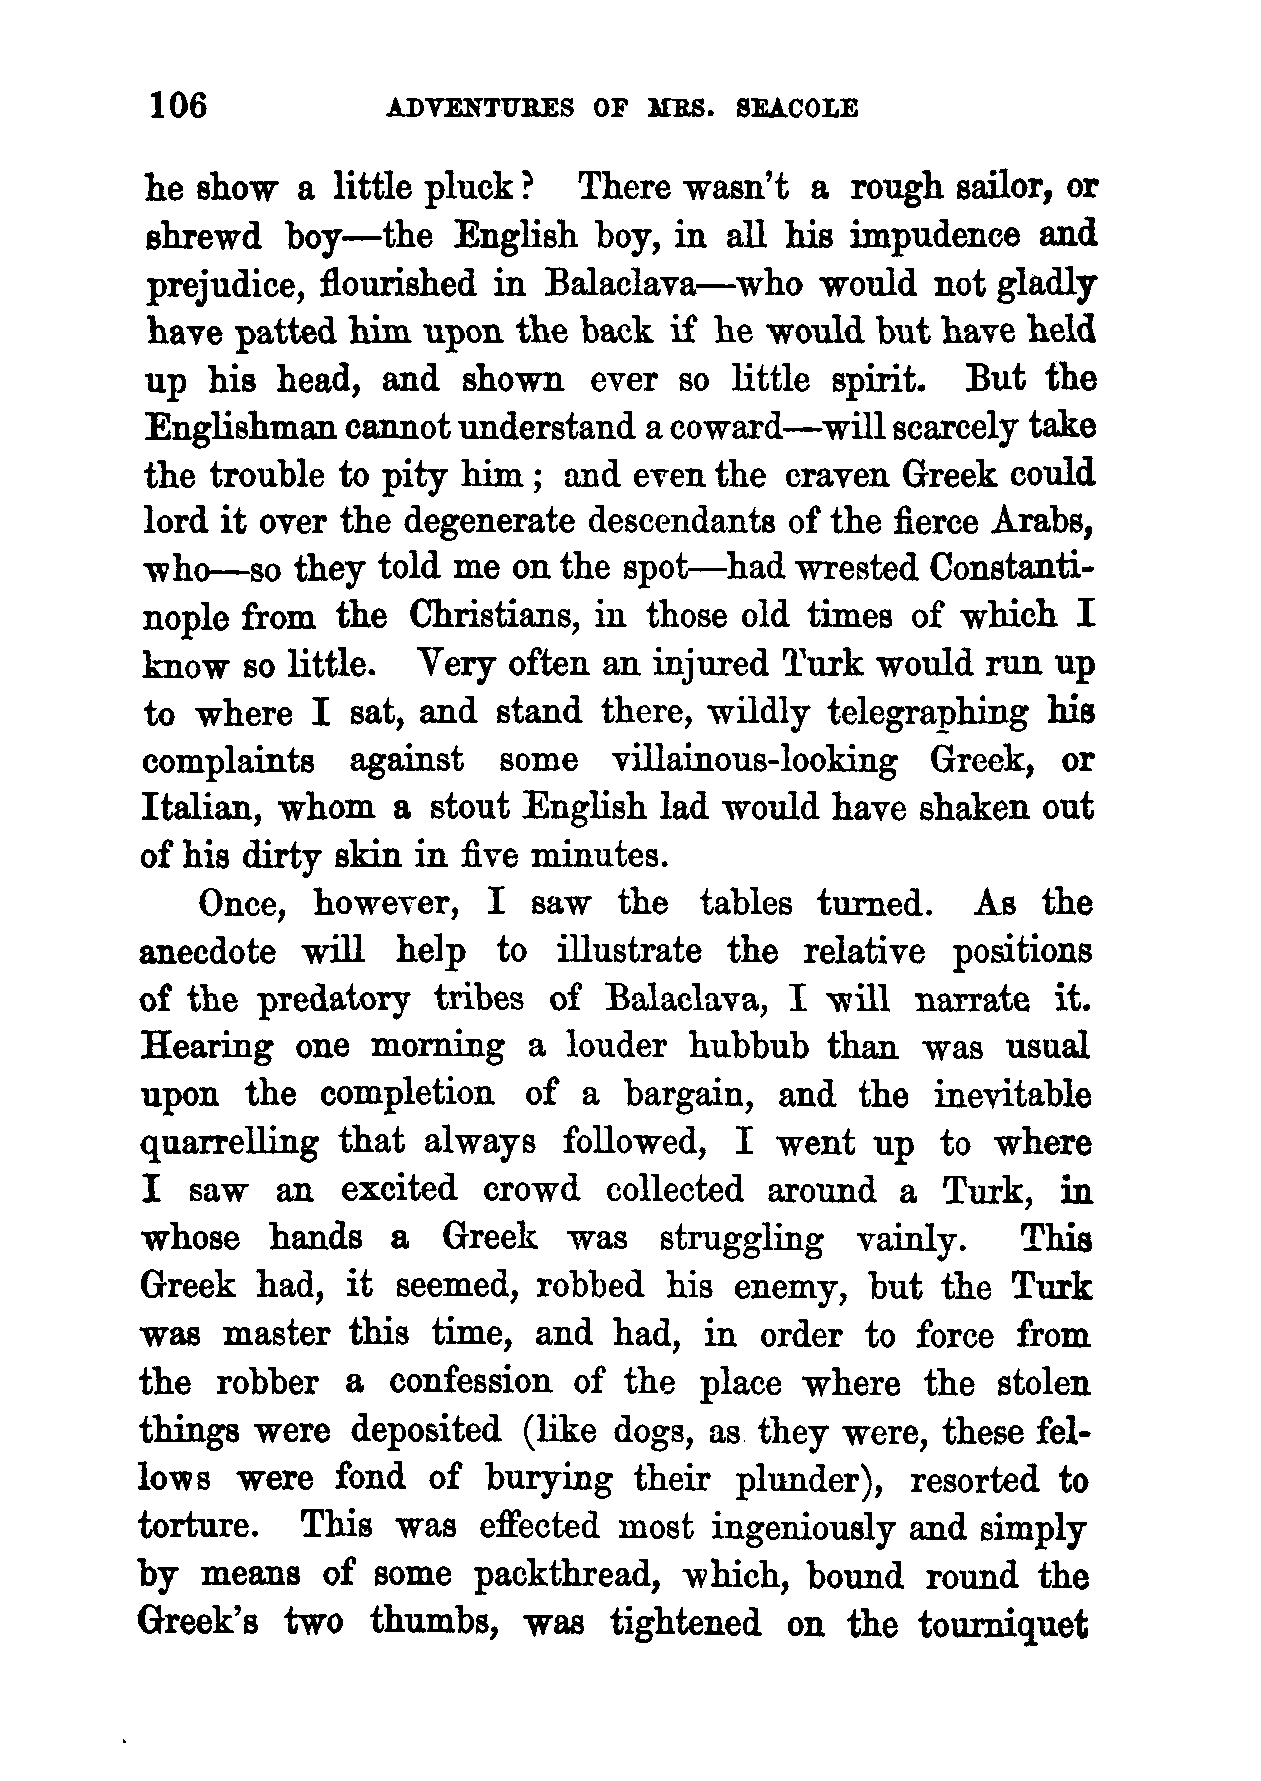 106 ADVENTURES OF MRS. SEACOLE
he show a little pluck? There wasn't a rough sailor, or
shrewd boy—the English boy, in all his impudence and
prejudice, flourished in Balaclava—who would not gladly
have patted him upon the back if he would but have held
up his head, and shown ever so little spirit. But the
Englishman cannot understand a coward—will scarcely take
the trouble to pity him; and even the craven Greek could
lord it over the degenerate descendants of the fierce Arabs,
who—so they told me on the spot—had wrested Constanti-
nople from the Christians, in those old times of which I
know so little. Very often an injured Turk would run up
to where I sat, and stand there, wildly telegraphing his
complaints against some villainous-looking Greek, or
Italian, whom a stout English lad would have shaken out
of his dirty skin in five minutes.
Once, however, I saw the tables turned. As the
anecdote will help to illustrate the relative positions
of the predatory tribes of Balaclava, I will narrate it.
Hearing one morning a louder hubbub than was usual
upon the completion of a bargain, and the inevitable
quarrelling that always followed, I went up to where
I saw an excited crowd collected around a Turk, in
whose hands a Greek was struggling vainly. This
Greek had, it seemed, robbed his enemy, but the Turk
was master this time, and had, in order to force from
the robber a confession of the place where the stolen
things were deposited (like dogs, as they were, these fel-
lows were fond of burying their plunder), resorted to
torture. This was effected most ingeniously and simply
by means of some packthread, which, bound round the
Greek's two thumbs, was tightened on the tourniquet